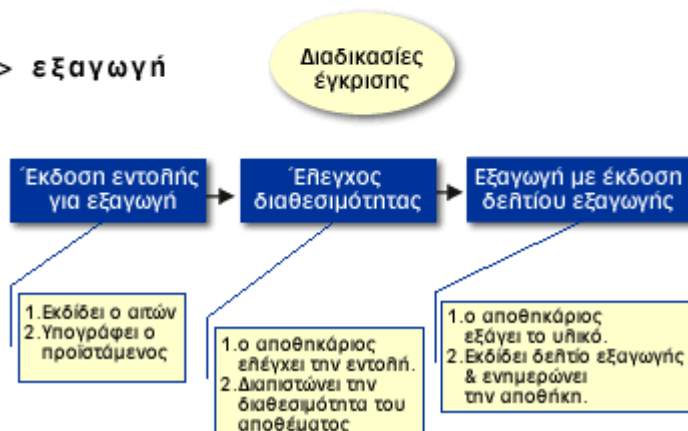 > εξαγωγή
Διαδικασίες
έγκρισης
Έκδοση εντολής
για εξαγωγή
Έλεγχος
διαθεσιμότητας
Εξαγωγή με έκδοση
δελτίου εξαγωγής
1.Εκδίδει ο αιτών
2.Υπογράφει ο
προϊστάμενος
1.ο αποθηκάριος
ελέγχει την εντολή.
2.Διαπιστώνει την
διαθεσιμότητα του
αποθέματος
1.ο αποθηκάριος
εξάγει το υλικό.
2.Εκδίδει δελτίο εξαγωγής
& ενημερώνει
την αποθήκη.